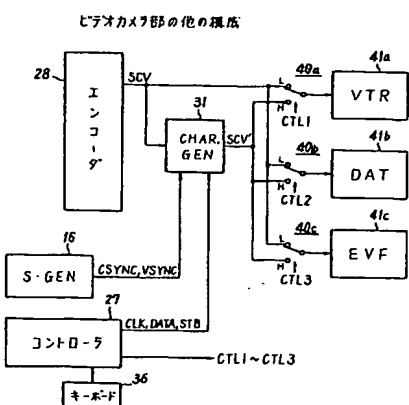 ビデオカメラ部の他の構成
28
エンコーダ
SCV
31
CHAR.
GEN
SCV'
40a
L
H
CTL1
41a
VTR
40b
L
H
CTL2
41b
DAT
40c
L
H
CTL3
41c
EVF
16
S-GEN
CSYNC,VSYNC
27
コントローラ
CLK,DATA,STB
CTL1~CTL3
36
キーボード